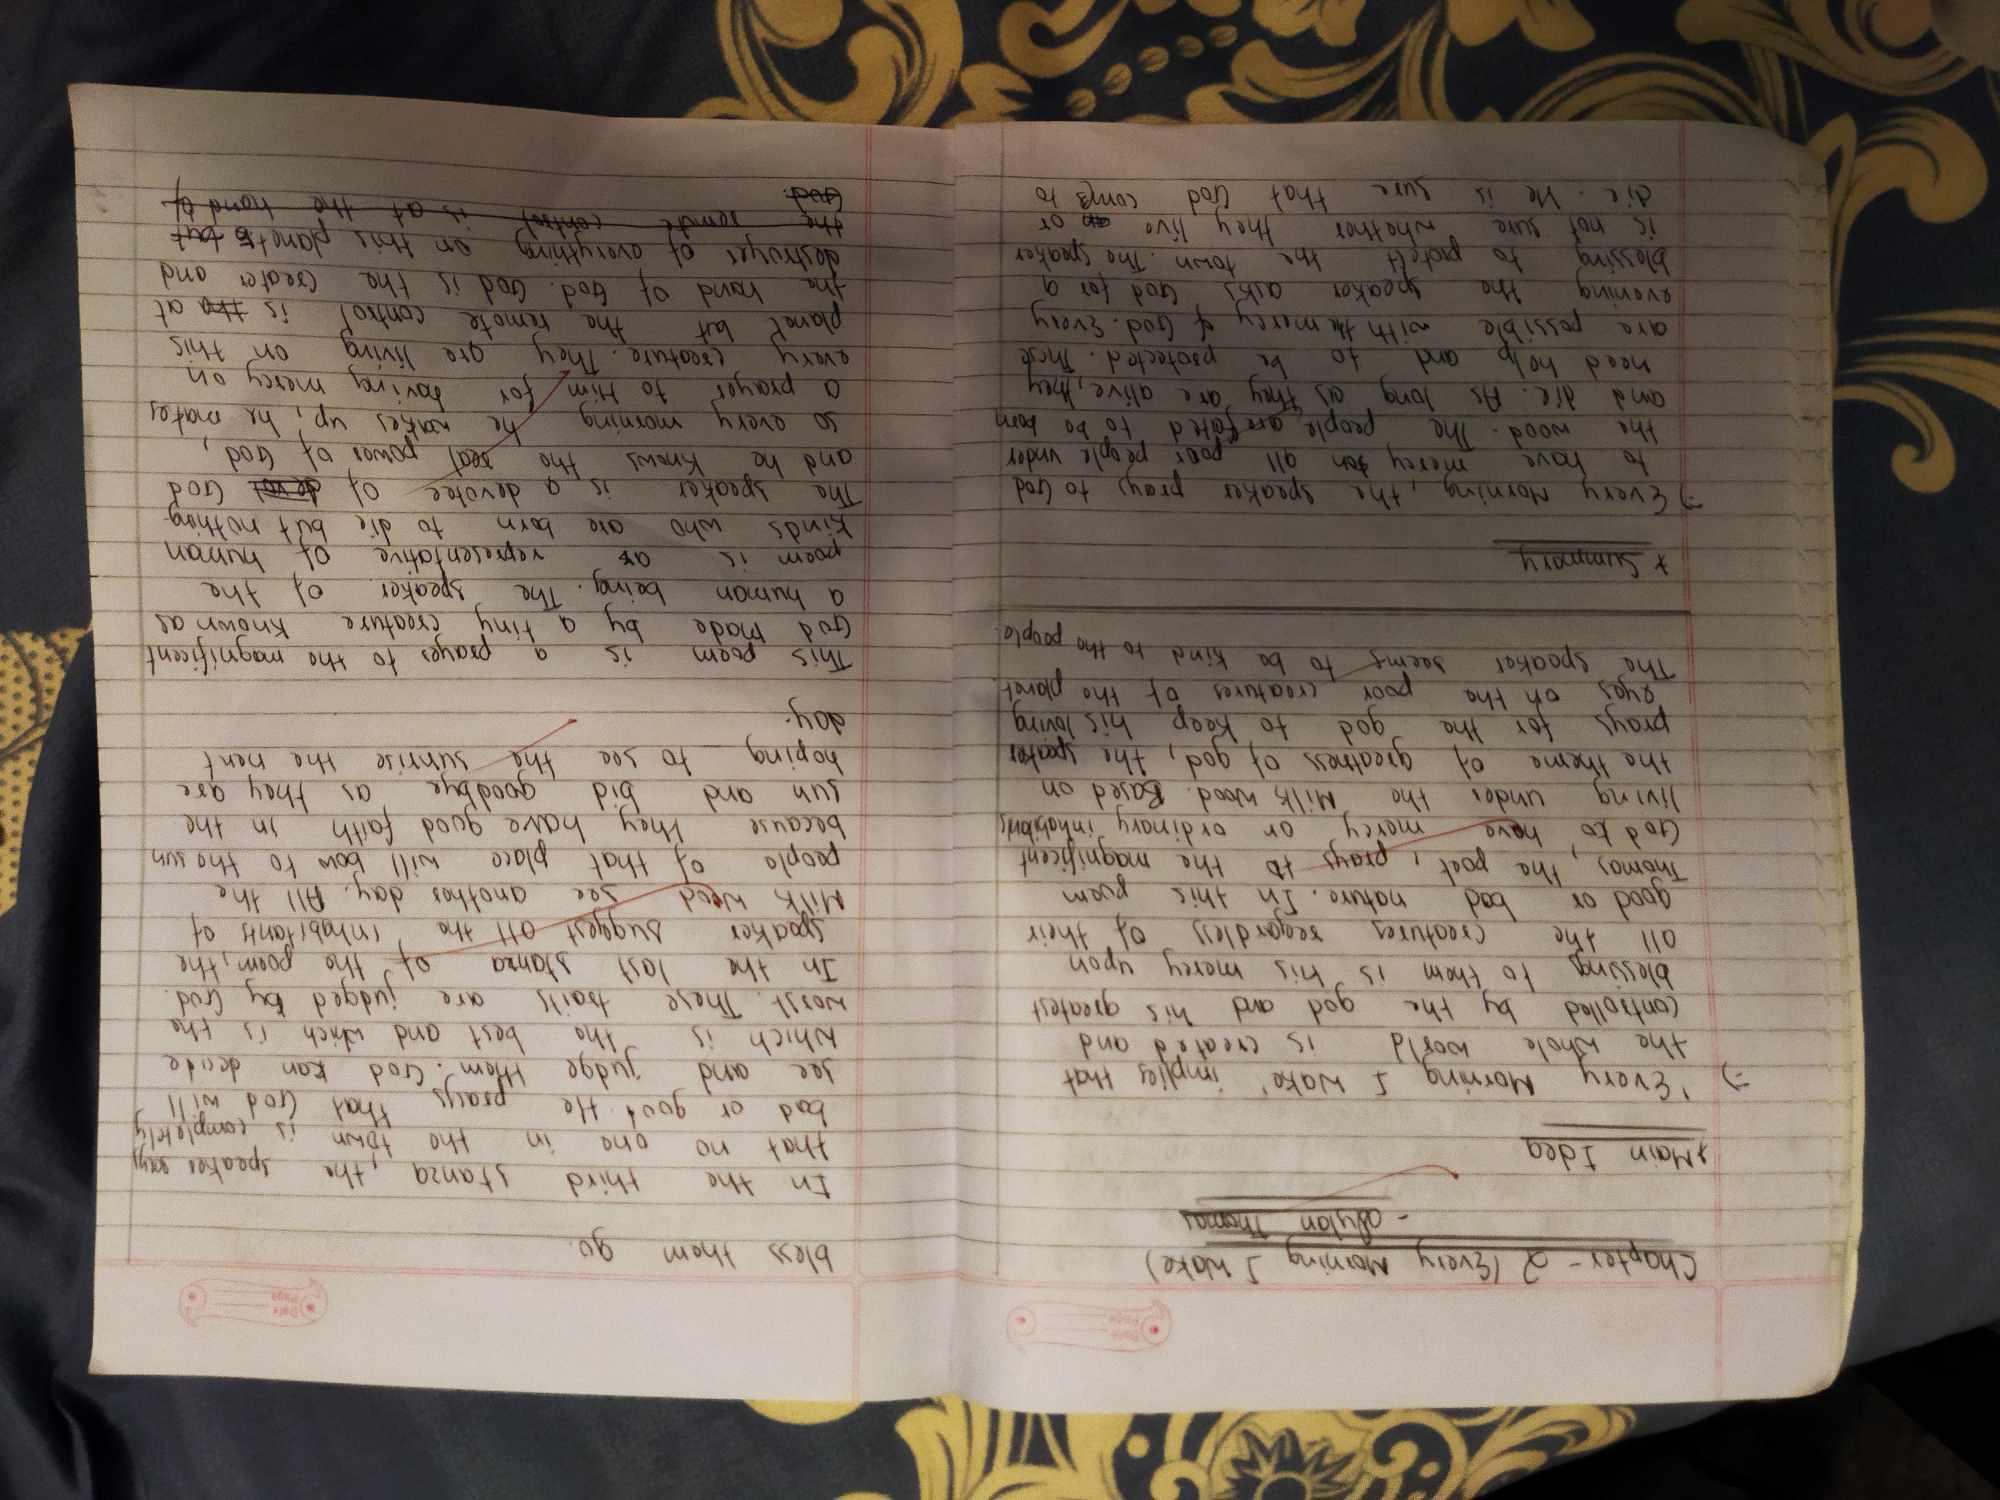 Date
Page
Chapter - 2 (Every Morning I Wake)
- Dylan Thomas
* Main Idea
⇒ 'Every Morning I Wake' implies that
the whole world is created and
controlled by the god and his greatest
blessing to them is his mercy upon
all the creatures regardless of their
good or bad nature. In this poem
Thomas, the poet, prays to the magnificent
God to have mercy or ordinary inhabitants
living under the Milk Wood. Based on
the theme of greatness of god, the speaker
prays for the god to keep his loving
eyes on the poor creatures of the planet.
The speaker seems to be kind to the people.
* Summary
⇒ Every Morning, the speaker prays to God
to have mercy on all poor people under
the wood. The people are fated to be born
and die. As long as they are alive, they
need help and to be protected. These
are possible with the mercy of God. Every
evening the speaker asks God for a
blessing to protect the town. The speaker
is not sure whether they live or
die. He is sure that God comes to
Date
Page
bless them go.
In the third stanza, the speaker says
that no one in the town is completely
bad or good He prays that God will
see and judge them. God kan decide
which is the best and which is the
worst. These traits are judged by God.
In the last stanza of the poem, the
speaker suggest all the inhabitants of
Milk Wood see another day. All the
people of that place will bow to the sun
because they have good faith in the
sun and bid goodbye as they are
hoping to see the sunrise the next
day.
This poem is a prayer to the magnificent
God made by a tiny creature known as
a human being. The speaker of the
poem is a representative of human
kinds who are born to die but nothing
The speaker is a devotee of devot God
and he knows the real power of God,
so every morning he wakes up, he makes
a prayer to Him for having mercy on
every creature. They are living on this
planet but the remote control is the at
the hand of God. God is the creater and
destroyer of everything on this planet but
the remote control is at the hand of
God.